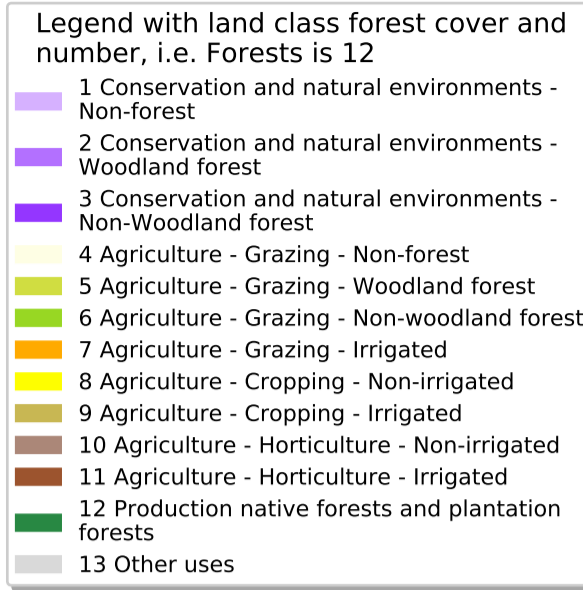 Legend with land class forest cover and
number, i.e. Forests is 12
1 Conservation and natural environments -
Non-forest
2 Conservation and natural environments -
Woodland forest
3 Conservation and natural environments -
Non-Woodland forest
4 Agriculture - Grazing - Non-forest
5 Agriculture - Grazing - Woodland forest
6 Agriculture - Grazing - Non-woodland forest
7 Agriculture - Grazing - Irrigated
8 Agriculture - Cropping - Non-irrigated
9 Agriculture - Cropping - Irrigated
10 Agriculture - Horticulture - Non-irrigated
11 Agriculture - Horticulture - Irrigated
12 Production native forests and plantation
forests
13 Other uses